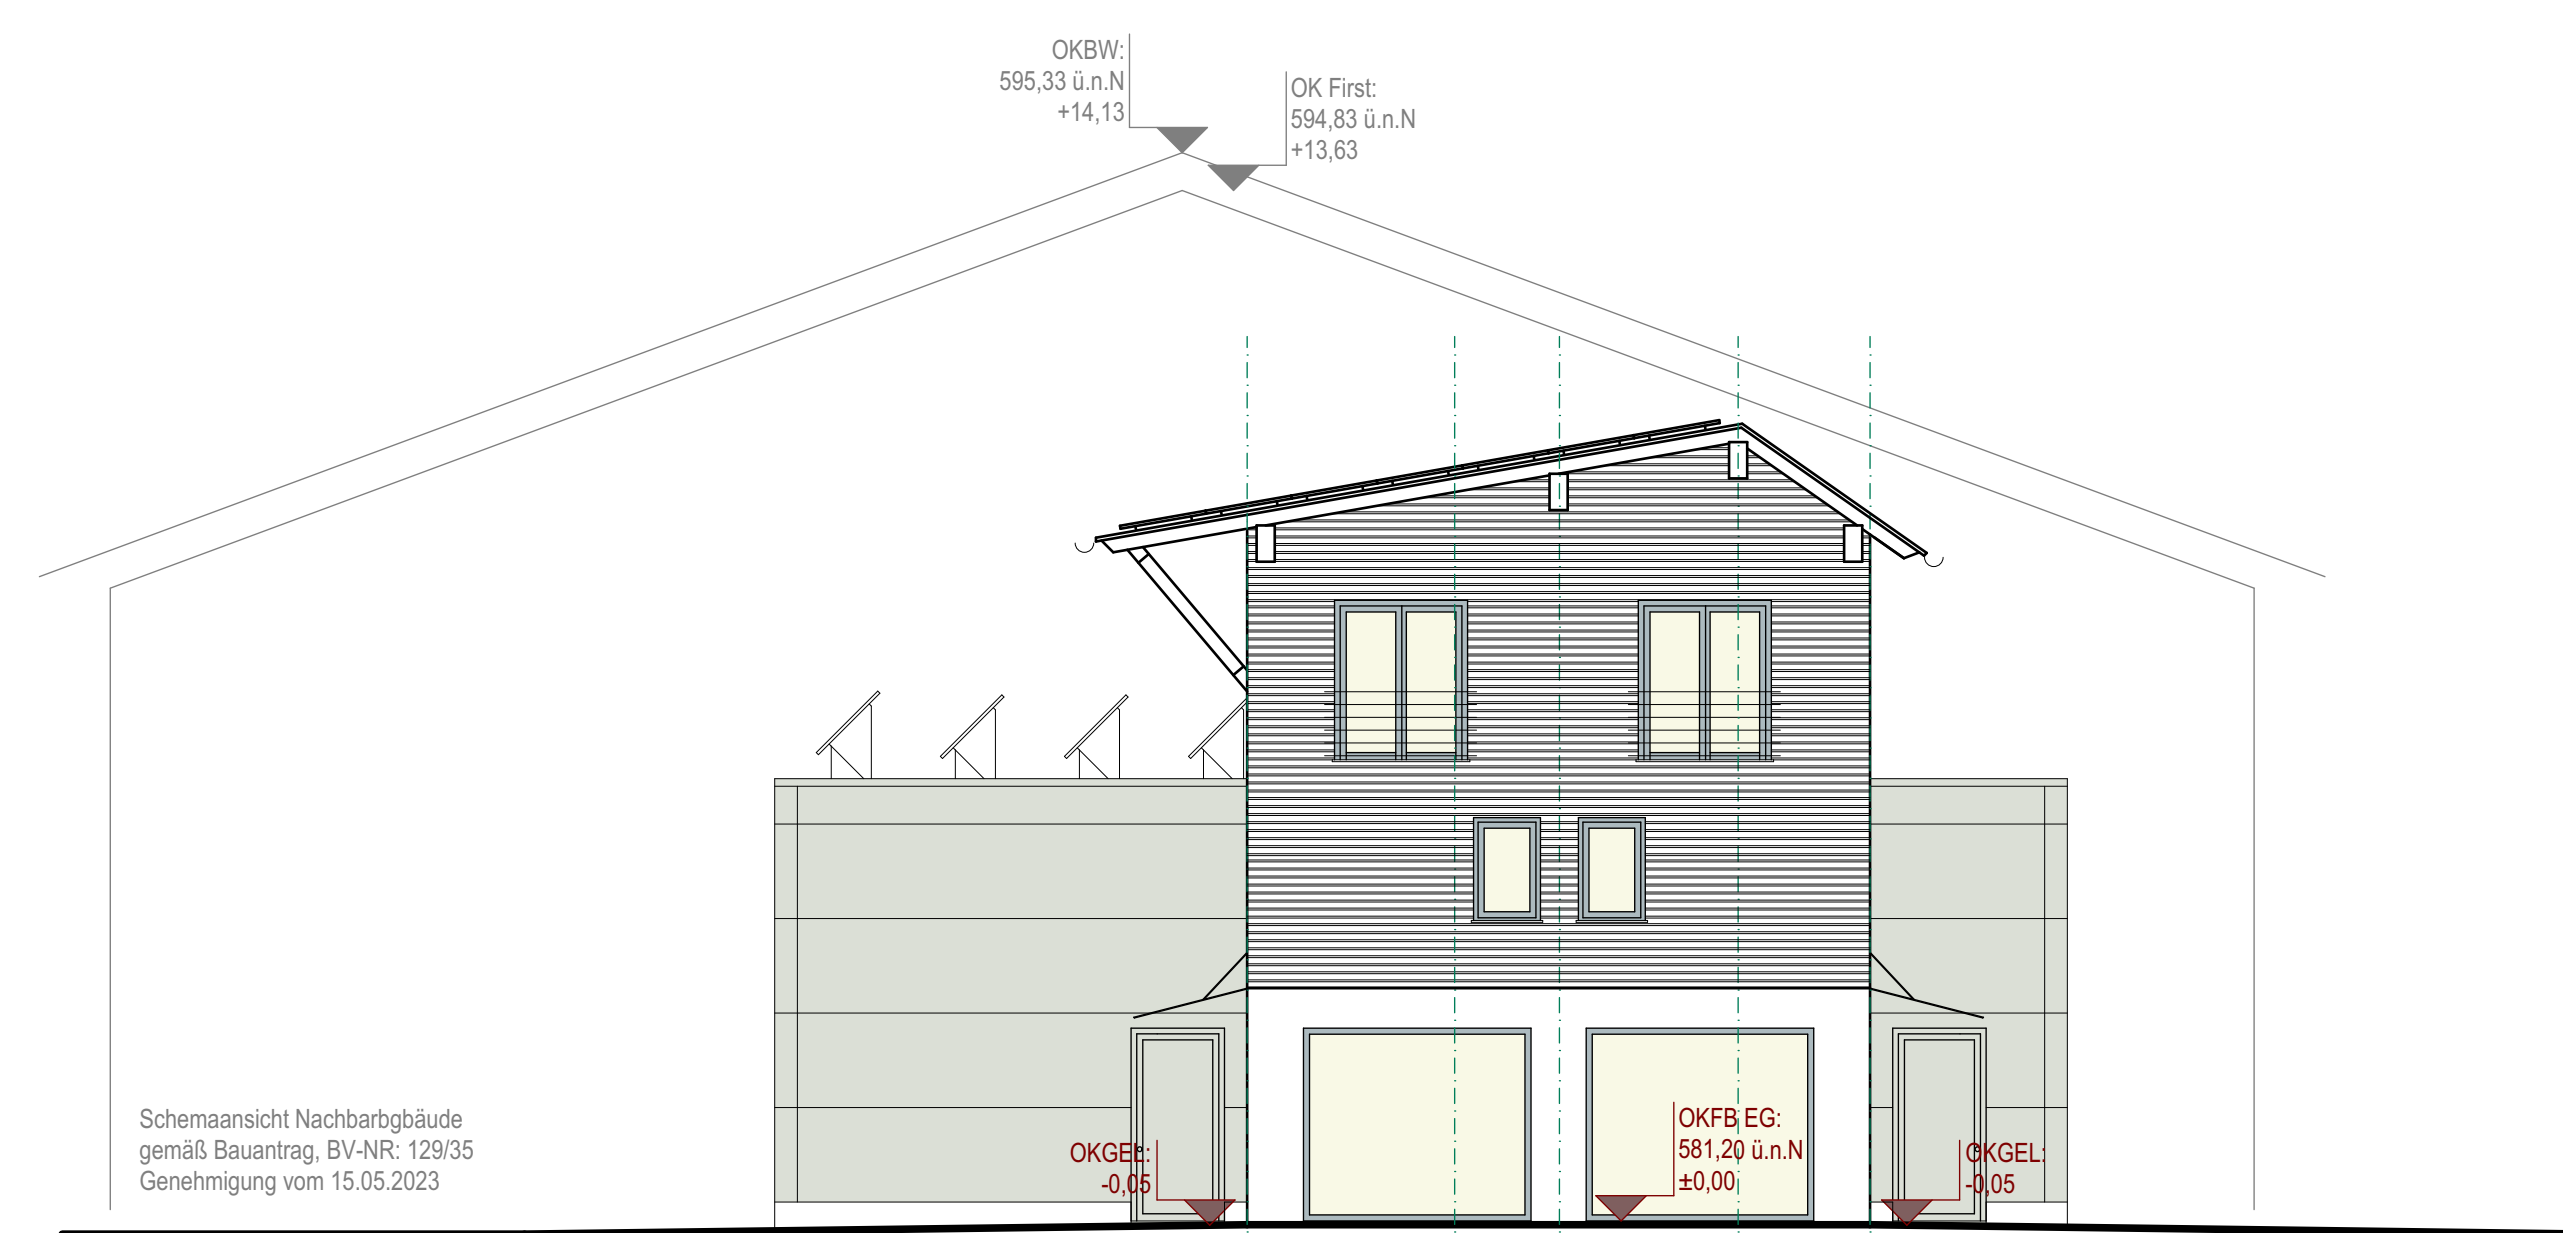 OKBW:
595,33 ü.n.N
+14,13
OK First:
594,83 ü.n.N
+13,63
Schemaansicht Nachbarbgbäude
gemäß Bauantrag, BV-NR: 129/35
Genehmigung vom 15.05.2023
OKGEL:
-0,05
OKFB EG:
581,20 ü.n.N
±0,00
OKGEL:
-0,05